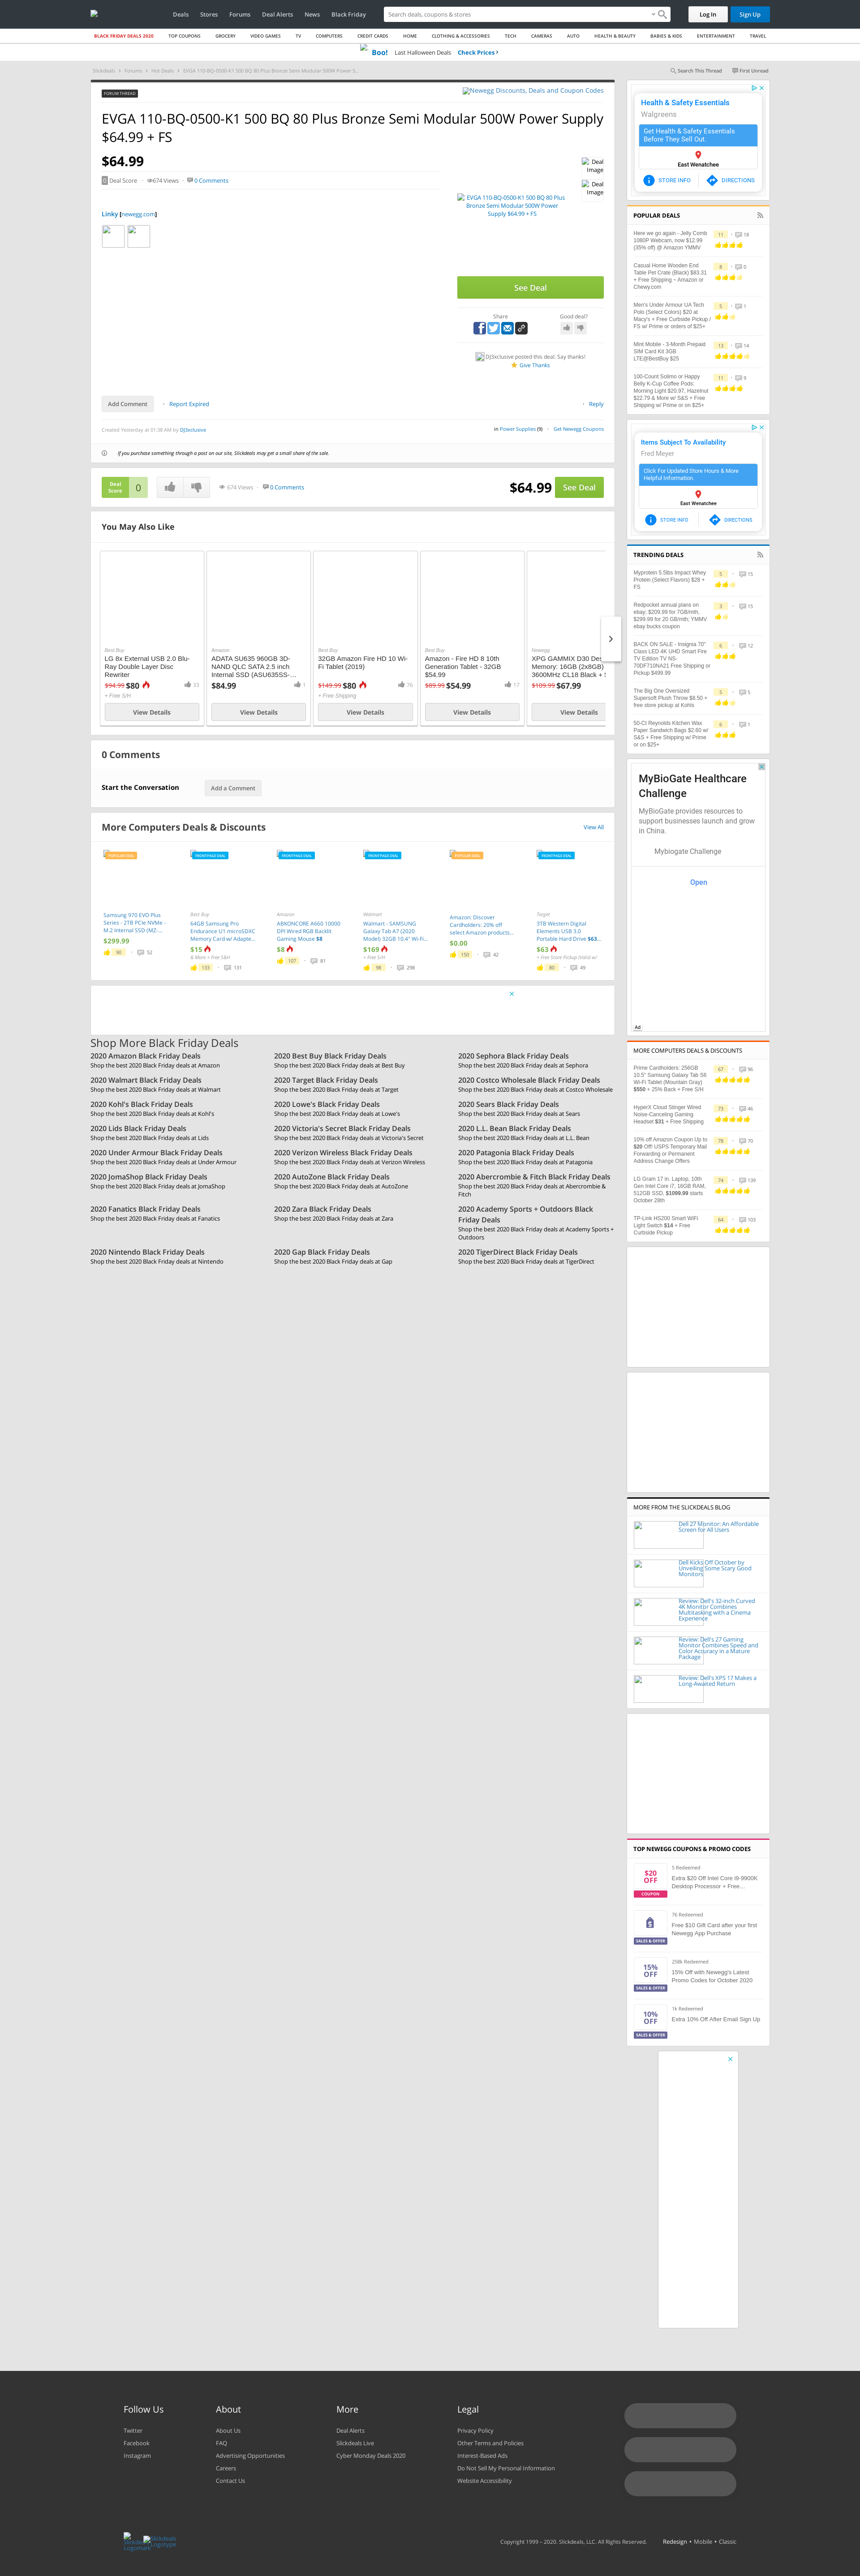 Deals
Stores
Forums
Deal Alerts
News
Black Friday
Search deals, coupons & stores
Log In
Sign Up
BLACK FRIDAY DEALS 2020
TOP COUPONS
GROCERY
VIDEO GAMES
TV
COMPUTERS
CREDIT CARDS
HOME
CLOTHING & ACCESSORIES
TECH
CAMERAS
AUTO
HEALTH & BEAUTY
BABIES & KIDS
ENTERTAINMENT
TRAVEL
Boo! Last Halloween Deals Check Prices ›
Slickdeals > Forums > Hot Deals > EVGA 110-BQ-0500-K1 500 BQ 80 Plus Bronze Semi Modular 500W Power S...
Search This Thread
First Unread
FORUM THREAD
Newegg Discounts, Deals and Coupon Codes
EVGA 110-BQ-0500-K1 500 BQ 80 Plus Bronze Semi Modular 500W Power Supply
$64.99 + FS
$64.99
0 Deal Score
674 Views
0 Comments
Linky [newegg.com]
Deal Image
Deal Image
EVGA 110-BQ-0500-K1 500 BQ 80 Plus
Bronze Semi Modular 500W Power
Supply $64.99 + FS
See Deal
Share
Good deal?
DJ3xclusive posted this deal. Say thanks!
Give Thanks
Add Comment
Report Expired
Reply
Created Yesterday at 01:38 AM by DJ3xclusive
in Power Supplies (9)
Get Newegg Coupons
If you purchase something through a post on our site, Slickdeals may get a small share of the sale.
Deal Score 0
674 Views
0 Comments
$64.99
See Deal
You May Also Like
Best Buy
LG 8x External USB 2.0 Blu-
Ray Double Layer Disc
Rewriter
$94.99 $80
33
+ Free S/H
View Details
Amazon
ADATA SU635 960GB 3D-
NAND QLC SATA 2.5 inch
Internal SSD (ASU635SS-...
$84.99
1
View Details
Best Buy
32GB Amazon Fire HD 10 Wi-
Fi Tablet (2019)
$149.99 $80
76
+ Free Shipping
View Details
Best Buy
Amazon - Fire HD 8 10th
Generation Tablet - 32GB
$54.99
$89.99 $54.99
17
View Details
Newegg
XPG GAMMIX D30 Des
Memory: 16GB (2x8GB)
3600MHz CL18 Black + S
$109.99 $67.99
View Details
0 Comments
Start the Conversation
Add a Comment
More Computers Deals & Discounts
View All
POPULAR DEAL
Samsung 970 EVO Plus
Series - 2TB PCIe NVMe -
M.2 Internal SSD (MZ-...
$299.99
90
52
FRONTPAGE DEAL
Best Buy
64GB Samsung Pro
Endurance U1 microSDXC
Memory Card w/ Adapte...
$15
& More + Free S&H
133
131
FRONTPAGE DEAL
Amazon
ABKONCORE A660 10000
DPI Wired RGB Backlit
Gaming Mouse $8
$8
107
81
FRONTPAGE DEAL
Walmart
Walmart - SAMSUNG
Galaxy Tab A7 (2020
Model) 32GB 10.4" Wi-Fi...
$169
+ Free S/H
98
298
POPULAR DEAL
Amazon: Discover
Cardholders: 20% off
select Amazon products...
$0.00
150
42
FRONTPAGE DEAL
Target
3TB Western Digital
Elements USB 3.0
Portable Hard Drive $63...
$63
+ Free Store Pickup (Valid w/
80
49
Shop More Black Friday Deals
2020 Amazon Black Friday Deals
Shop the best 2020 Black Friday deals at Amazon
2020 Best Buy Black Friday Deals
Shop the best 2020 Black Friday deals at Best Buy
2020 Sephora Black Friday Deals
Shop the best 2020 Black Friday deals at Sephora
2020 Walmart Black Friday Deals
Shop the best 2020 Black Friday deals at Walmart
2020 Target Black Friday Deals
Shop the best 2020 Black Friday deals at Target
2020 Costco Wholesale Black Friday Deals
Shop the best 2020 Black Friday deals at Costco Wholesale
2020 Kohl's Black Friday Deals
Shop the best 2020 Black Friday deals at Kohl's
2020 Lowe's Black Friday Deals
Shop the best 2020 Black Friday deals at Lowe's
2020 Sears Black Friday Deals
Shop the best 2020 Black Friday deals at Sears
2020 Lids Black Friday Deals
Shop the best 2020 Black Friday deals at Lids
2020 Victoria's Secret Black Friday Deals
Shop the best 2020 Black Friday deals at Victoria's Secret
2020 L.L. Bean Black Friday Deals
Shop the best 2020 Black Friday deals at L.L. Bean
2020 Under Armour Black Friday Deals
Shop the best 2020 Black Friday deals at Under Armour
2020 Verizon Wireless Black Friday Deals
Shop the best 2020 Black Friday deals at Verizon Wireless
2020 Patagonia Black Friday Deals
Shop the best 2020 Black Friday deals at Patagonia
2020 JomaShop Black Friday Deals
Shop the best 2020 Black Friday deals at JomaShop
2020 AutoZone Black Friday Deals
Shop the best 2020 Black Friday deals at AutoZone
2020 Abercrombie & Fitch Black Friday Deals
Shop the best 2020 Black Friday deals at Abercrombie &
Fitch
2020 Fanatics Black Friday Deals
Shop the best 2020 Black Friday deals at Fanatics
2020 Zara Black Friday Deals
Shop the best 2020 Black Friday deals at Zara
2020 Academy Sports + Outdoors Black
Friday Deals
Shop the best 2020 Black Friday deals at Academy Sports +
Outdoors
2020 Nintendo Black Friday Deals
Shop the best 2020 Black Friday deals at Nintendo
2020 Gap Black Friday Deals
Shop the best 2020 Black Friday deals at Gap
2020 TigerDirect Black Friday Deals
Shop the best 2020 Black Friday deals at TigerDirect
Health & Safety Essentials
Walgreens
Get Health & Safety Essentials
Before They Sell Out.
East Wenatchee
STORE INFO
DIRECTIONS
POPULAR DEALS
Here we go again - Jelly Comb
1080P Webcam, now $12.99
(35% off) @ Amazon YMMV
11
18
Casual Home Wooden End
Table Pet Crate (Black) $83.31
+ Free Shipping ~ Amazon or
Chewy.com
8
0
Men's Under Armour UA Tech
Polo (Select Colors) $20 at
Macy's + Free Curbside Pickup /
FS w/ Prime or orders of $25+
5
1
Mint Mobile - 3-Month Prepaid
SIM Card Kit 3GB
LTE@BestBuy $25
13
14
100-Count Solimo or Happy
Belly K-Cup Coffee Pods:
Morning Light $20.97, Hazelnut
$22.79 & More w/ S&S + Free
Shipping w/ Prime or on $25+
11
9
Items Subject To Availability
Fred Meyer
Click For Updated Store Hours & More
Helpful Information.
East Wenatchee
STORE INFO
DIRECTIONS
TRENDING DEALS
Myprotein 5.5lbs Impact Whey
Protein (Select Flavors) $28 +
FS
5
15
Redpocket annual plans on
ebay; $209.99 for 7GB/mth,
$299.99 for 20 GB/mth; YMMV
ebay bucks coupon
3
15
BACK ON SALE - Insignia 70"
Class LED 4K UHD Smart Fire
TV Edition TV NS-
70DF710NA21 Free Shipping or
Pickup $499.99
6
12
The Big One Oversized
Supersoft Plush Throw $8.50 +
free store pickup at Kohls
5
5
50-Ct Reynolds Kitchen Wax
Paper Sandwich Bags $2.60 w/
S&S + Free Shipping w/ Prime
or on $25+
6
1
MyBioGate Healthcare
Challenge
MyBioGate provides resources to
support businesses launch and grow
in China.
Mybiogate Challenge
Open
Ad
MORE COMPUTERS DEALS & DISCOUNTS
Prime Cardholders: 256GB
10.5" Samsung Galaxy Tab S6
Wi-Fi Tablet (Mountain Gray)
$550 + 25% Back + Free S/H
67
96
HyperX Cloud Stinger Wired
Noise-Canceling Gaming
Headset $31 + Free Shipping
73
46
10% off Amazon Coupon Up to
$20 Off! USPS Temporary Mail
Forwarding or Permanent
Address Change Offers
78
70
LG Gram 17 in. Laptop, 10th
Gen Intel Core i7, 16GB RAM,
512GB SSD, $1099.99 starts
October 28th
74
139
TP-Link HS200 Smart WiFi
Light Switch $14 + Free
Curbside Pickup
64
103
MORE FROM THE SLICKDEALS BLOG
Dell 27 Monitor: An Affordable
Screen for All Users
Dell Kicks Off October by
Unveiling Some Scary Good
Monitors
Review: Dell's 32-inch Curved
4K Monitor Combines
Multitasking with a Cinema
Experience
Review: Dell's 27 Gaming
Monitor Combines Speed and
Color Accuracy in a Mature
Package
Review: Dell's XPS 17 Makes a
Long-Awaited Return
TOP NEWEGG COUPONS & PROMO CODES
$20 OFF
COUPON
5 Redeemed
Extra $20 Off Intel Core i9-9900K
Desktop Processor + Free...
SALES & OFFER
76 Redeemed
Free $10 Gift Card after your first
Newegg App Purchase
15% OFF
SALES & OFFER
258k Redeemed
15% Off with Newegg's Latest
Promo Codes for October 2020
10% OFF
SALES & OFFER
1k Redeemed
Extra 10% Off After Email Sign Up
Follow Us
Twitter
Facebook
Instagram
About
About Us
FAQ
Advertising Opportunities
Careers
Contact Us
More
Deal Alerts
Slickdeals Live
Cyber Monday Deals 2020
Legal
Privacy Policy
Other Terms and Policies
Interest-Based Ads
Do Not Sell My Personal Information
Website Accessibility
Slickdeals Logomark
Slickdeals Logotype
Copyright 1999 – 2020. Slickdeals, LLC. All Rights Reserved.
Redesign • Mobile • Classic